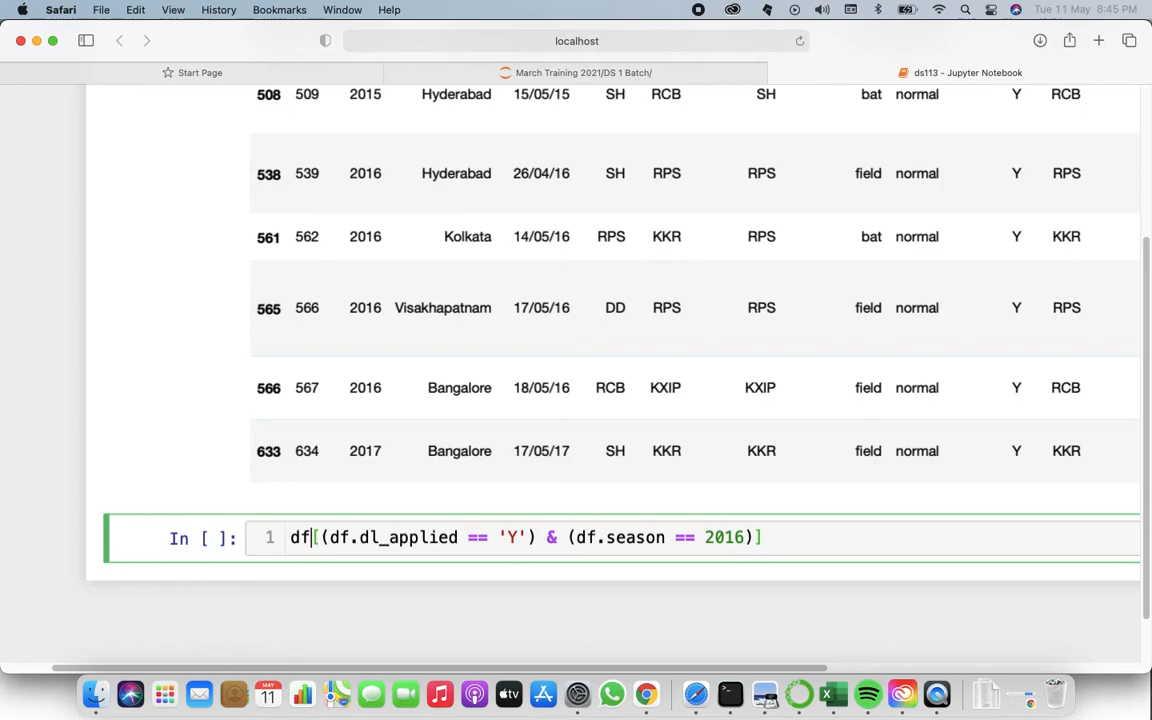 Safari File Edit View History Bookmarks Window Help Tue 11 May 8:45 PM
localhost
Start Page March Training 2021/DS 1 Batch/ ds113 - Jupyter Notebook
508 509 2015 Hyderabad 15/05/15 SH RCB SH bat normal Y RCB
538 539 2016 Hyderabad 26/04/16 SH RPS RPS field normal Y RPS
561 562 2016 Kolkata 14/05/16 RPS KKR RPS bat normal Y KKR
565 566 2016 Visakhapatnam 17/05/16 DD RPS RPS field normal Y RPS
566 567 2016 Bangalore 18/05/16 RCB KXIP KXIP field normal Y RCB
633 634 2017 Bangalore 17/05/17 SH KKR KKR field normal Y KKR
In [ ]: 1 df[(df.dl_applied == 'Y') & (df.season == 2016)]
MAY 11 tv